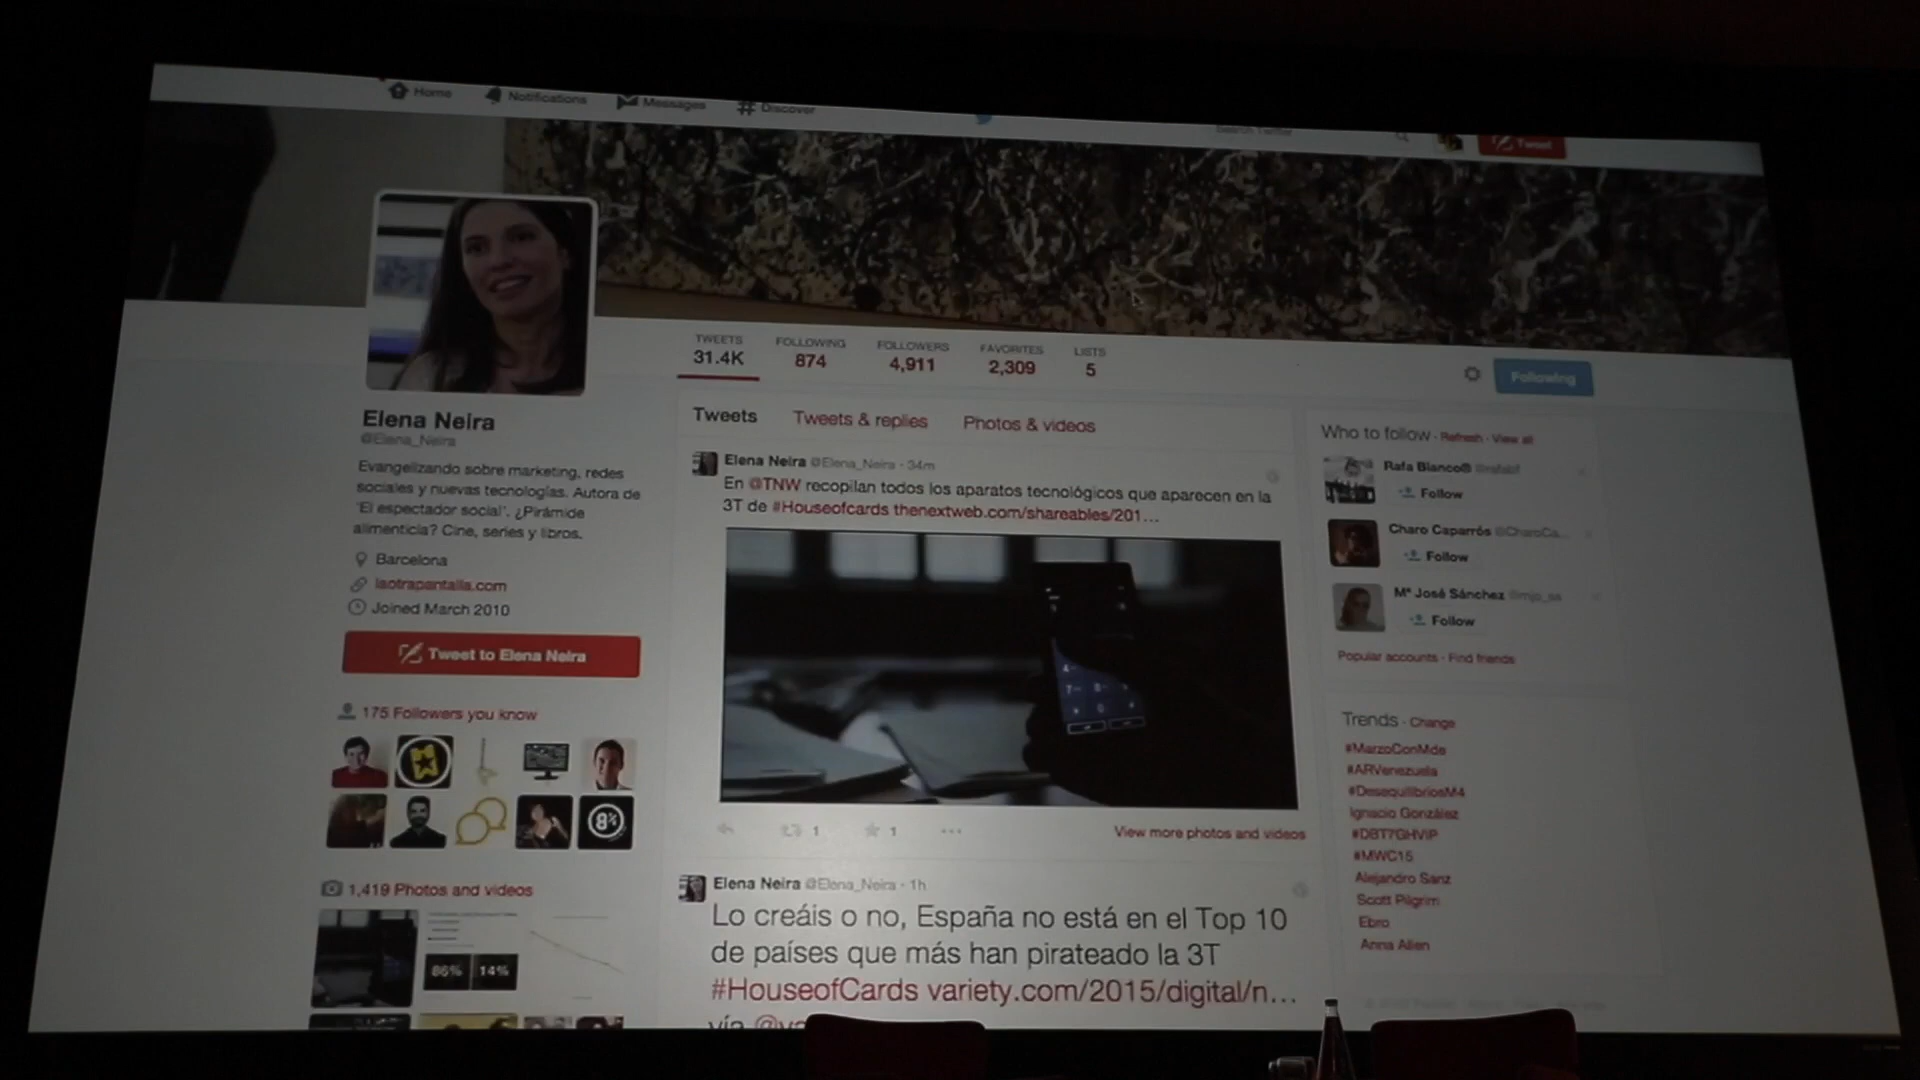 Home Notifications Messages # Discover
Search Twitter
Tweet
TWEETS FOLLOWING FOLLOWERS FAVORITES LISTS
31.4K 874 4,911 2,309 5
Following
Elena Neira
@Elena_Neira
Evangelizando sobre marketing, redes
sociales y nuevas tecnologías. Autora de
'El espectador social'. ¿Pirámide
alimenticia? Cine, series y libros.
Barcelona
laotrapantalla.com
Joined March 2010
Tweet to Elena Neira
175 Followers you know
1,419 Photos and videos
86% 14%
Tweets Tweets & replies Photos & videos
Elena Neira @Elena_Neira · 34m
En @TNW recopilan todos los aparatos tecnológicos que aparecen en la
3T de #Houseofcards thenextweb.com/shareables/201...
1 1 ...
View more photos and videos
Elena Neira @Elena_Neira · 1h
Lo creáis o no, España no está en el Top 10
de países que más han pirateado la 3T
#HouseofCards variety.com/2015/digital/n...
vía
Who to follow · Refresh · View all
Rafa Blanco®
Follow
Charo Caparrós @CharoCa...
Follow
Mª José Sánchez
Follow
Popular accounts · Find friends
Trends · Change
#MarzoConMde
#ARVenezuela
#DesequilibriosM4
Ignacio González
#DBT7GHVIP
#MWC15
Alejandro Sanz
Scott Pilgrim
Ebro
Anna Allen